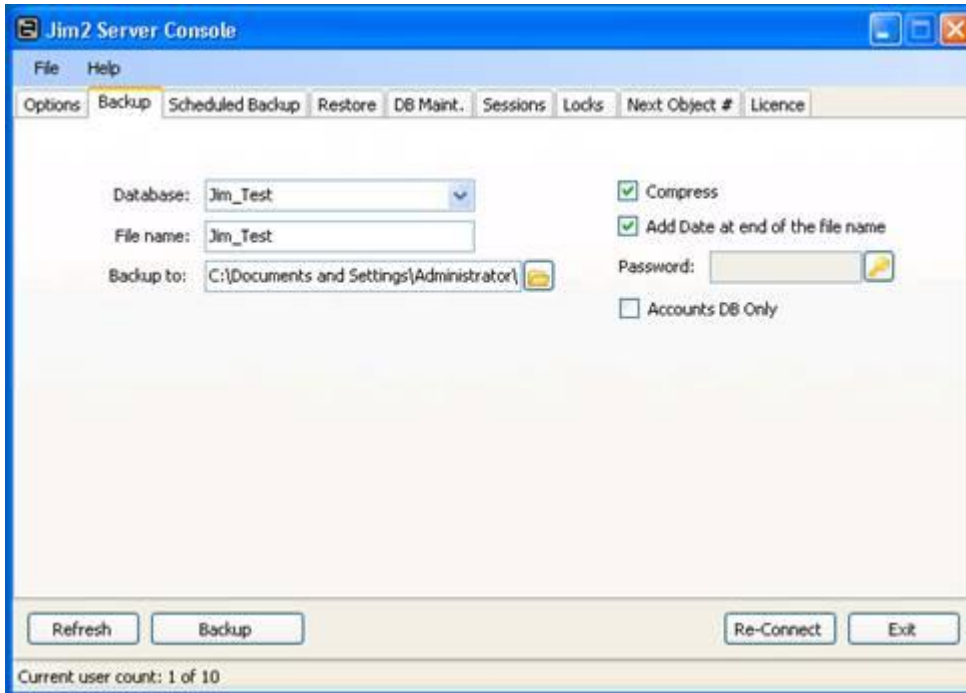 Jim2 Server Console
File Help
Options Backup Scheduled Backup Restore DB Maint. Sessions Locks Next Object # Licence
Database: Jim_Test
File name: Jim_Test
Backup to: C:\Documents and Settings\Administrator\
Compress
Add Date at end of the file name
Password:
Accounts DB Only
Refresh Backup Re-Connect Exit
Current user count: 1 of 10